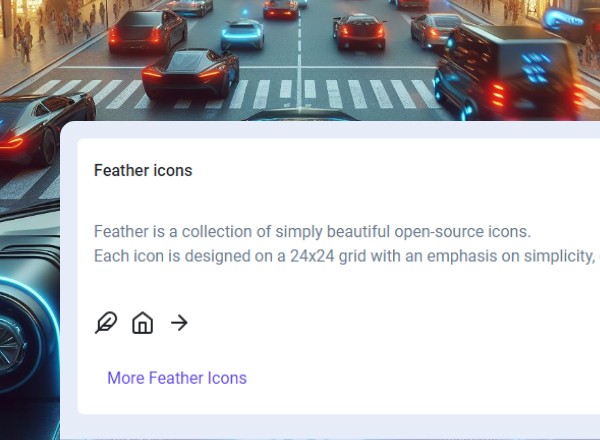 Feather icons
Feather is a collection of simply beautiful open-source icons.
Each icon is designed on a 24x24 grid with an emphasis on simplicity,
More Feather Icons